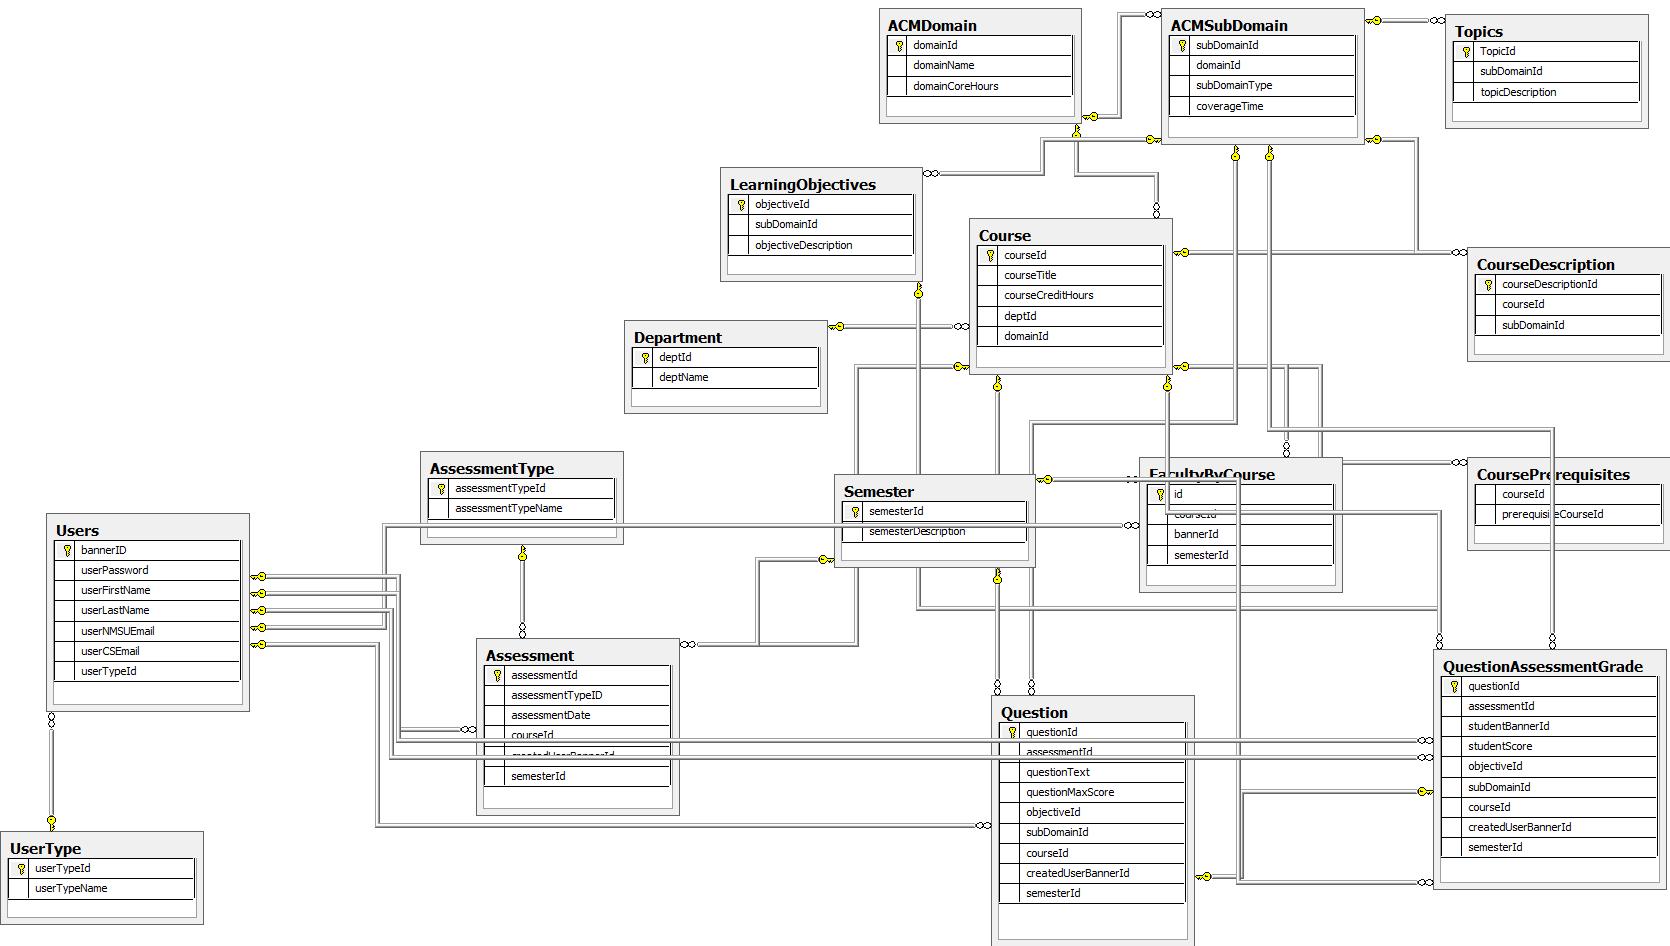 ACMDomain
domainId
domainName
domainCoreHours
ACMSubDomain
subDomainId
domainId
subDomainType
coverageTime
Topics
TopicId
subDomainId
topicDescription
LearningObjectives
objectiveId
subDomainId
objectiveDescription
Course
courseId
courseTitle
courseCreditHours
deptId
domainId
CourseDescription
courseDescriptionId
courseId
subDomainId
Department
deptId
deptName
AssessmentType
assessmentTypeId
assessmentTypeName
Semester
semesterId
semesterDescription
FacultyByCourse
id
courseId
bannerId
semesterId
CoursePrerequisites
courseId
prerequisiteCourseId
Users
bannerID
userPassword
userFirstName
userLastName
userNMSUEmail
userCSEmail
userTypeId
Assessment
assessmentId
assessmentTypeID
assessmentDate
courseId
createdUserBannerId
semesterId
Question
questionId
assessmentId
questionText
questionMaxScore
objectiveId
subDomainId
courseId
createdUserBannerId
semesterId
QuestionAssessmentGrade
questionId
assessmentId
studentBannerId
studentScore
objectiveId
subDomainId
courseId
createdUserBannerId
semesterId
UserType
userTypeId
userTypeName